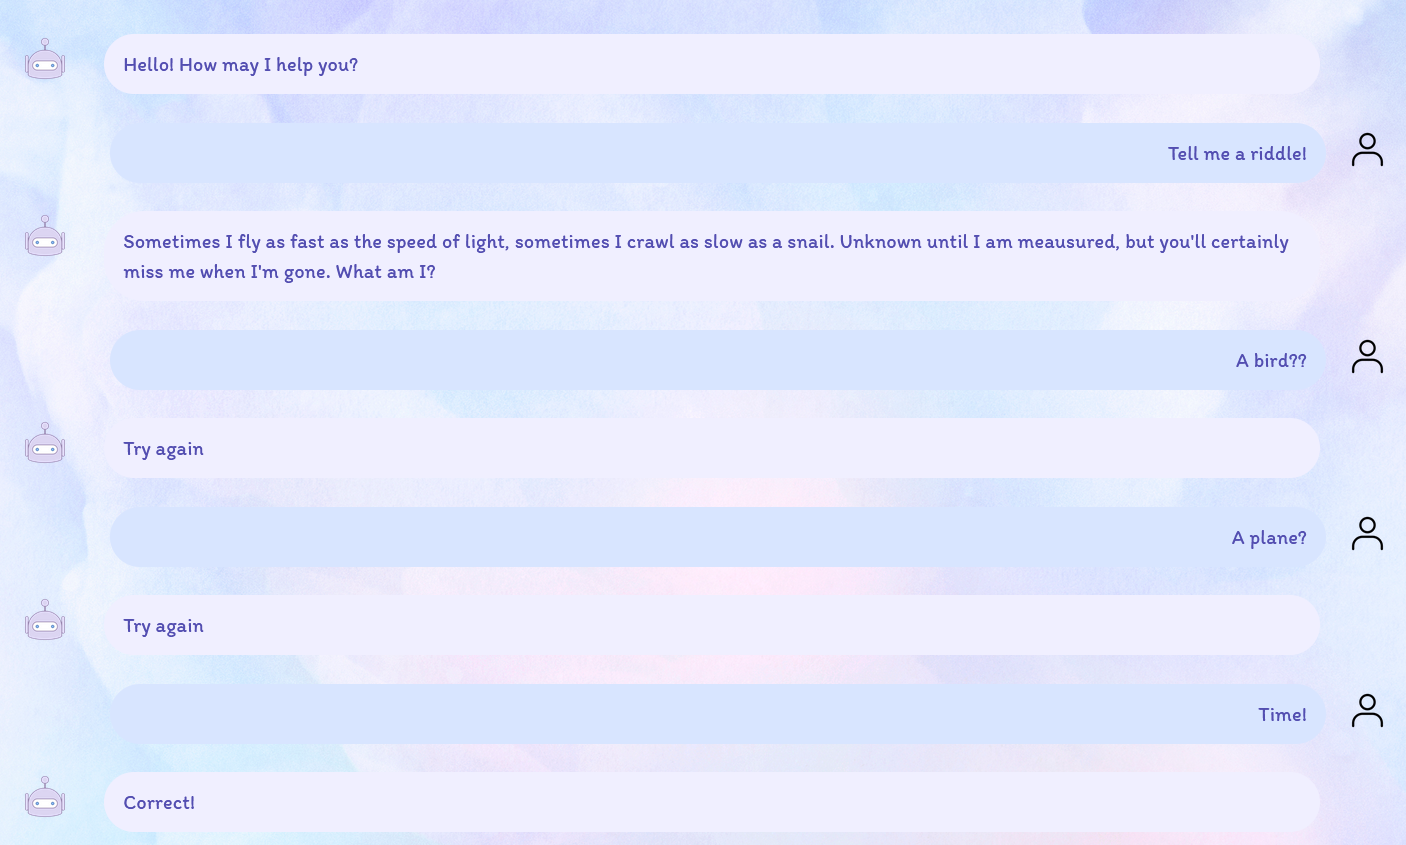 Hello! How may I help you?
Tell me a riddle!
Sometimes I fly as fast as the speed of light, sometimes I crawl as slow as a snail. Unknown until I am meausured, but you'll certainly
miss me when I'm gone. What am I?
A bird??
Try again
A plane?
Try again
Time!
Correct!